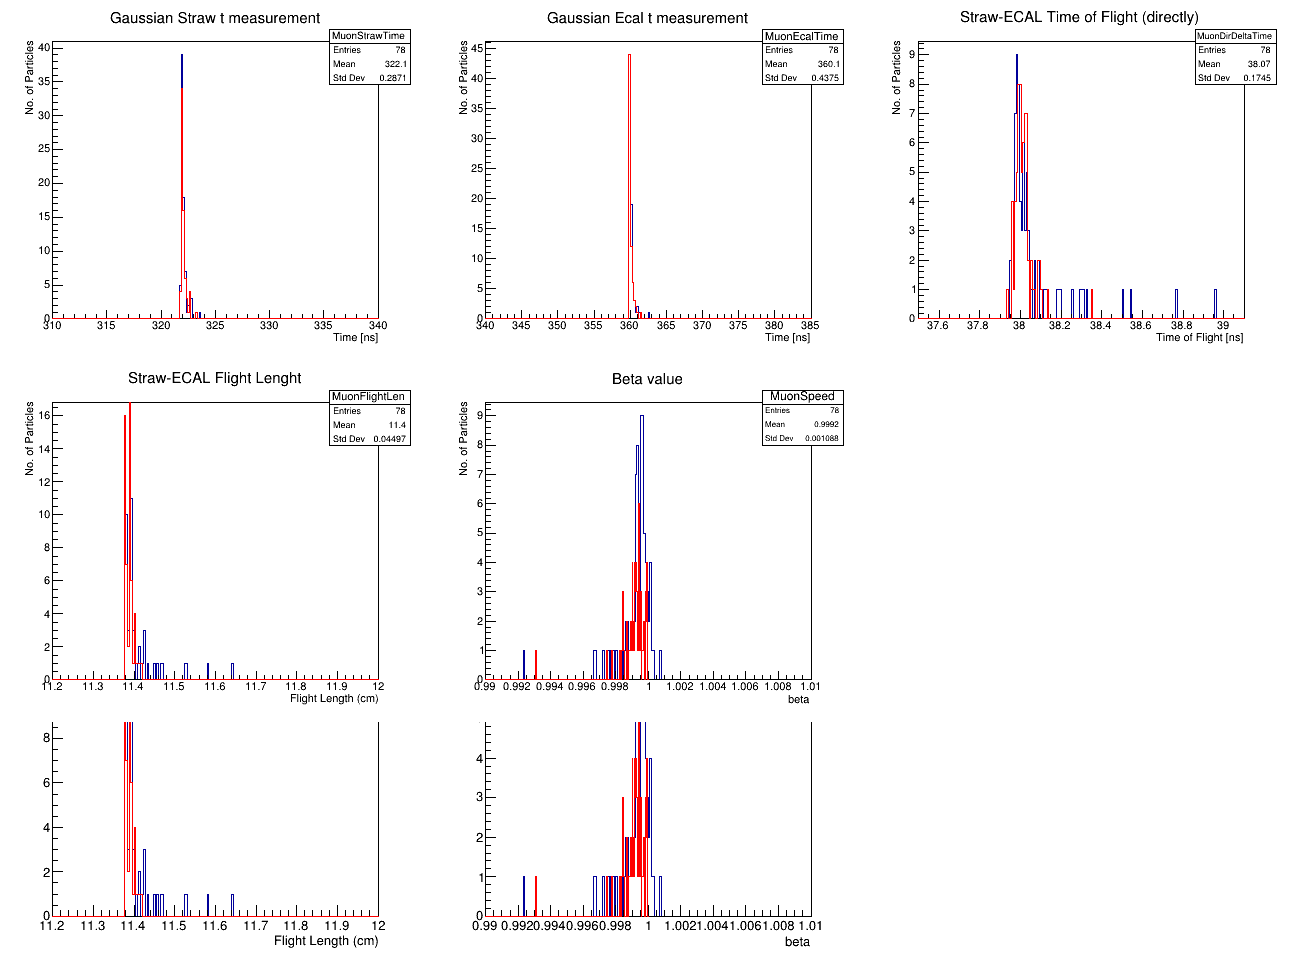 Gaussian Straw t measurement
No. of Particles
MuonStrawTime
Entries 78
Mean 322.1
Std Dev 0.2871
40
35
30
25
20
15
10
5
0
310 315 320 325 330 335 340
Time [ns]
Gaussian Ecal t measurement
No. of Particles
MuonEcalTime
Entries 78
Mean 360.1
Std Dev 0.4375
45
40
35
30
25
20
15
10
5
0
340 345 350 355 360 365 370 375 380 385
Time [ns]
Straw-ECAL Time of Flight (directly)
No. of Particles
MuonDirDeltaTime
Entries 78
Mean 38.07
Std Dev 0.1745
9
8
7
6
5
4
3
2
1
0
37.6 37.8 38 38.2 38.4 38.6 38.8 39
Time of Flight [ns]
Straw-ECAL Flight Lenght
No. of Particles
MuonFlightLen
Entries 78
Mean 11.4
Std Dev 0.04497
16
14
12
10
8
6
4
2
0
11.2 11.3 11.4 11.5 11.6 11.7 11.8 11.9 12
Flight Length (cm)
Beta value
No. of Particles
MuonSpeed
Entries 78
Mean 0.9992
Std Dev 0.001088
9
8
7
6
5
4
3
2
1
0
0.99 0.992 0.994 0.996 0.998 1 1.002 1.004 1.006 1.008 1.01
beta
8
6
4
2
0
11.2 11.3 11.4 11.5 11.6 11.7 11.8 11.9 12
Flight Length (cm)
4
3
2
1
0
0.99 0.992 0.994 0.996 0.998 1 1.002 1.004 1.006 1.008 1.01
beta